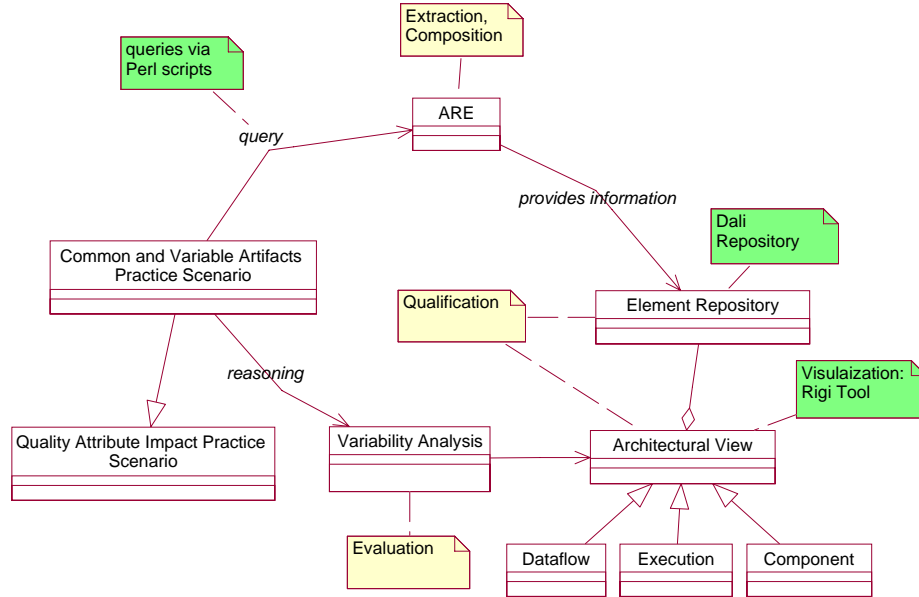 Extraction,
Composition
queries via
Perl scripts
ARE
query
provides information
Dali
Repository
Common and Variable Artifacts
Practice Scenario
Qualification
Element Repository
reasoning
Visulaization:
Rigi Tool
Quality Attribute Impact Practice
Scenario
Variability Analysis
Architectural View
Evaluation
Dataflow
Execution
Component